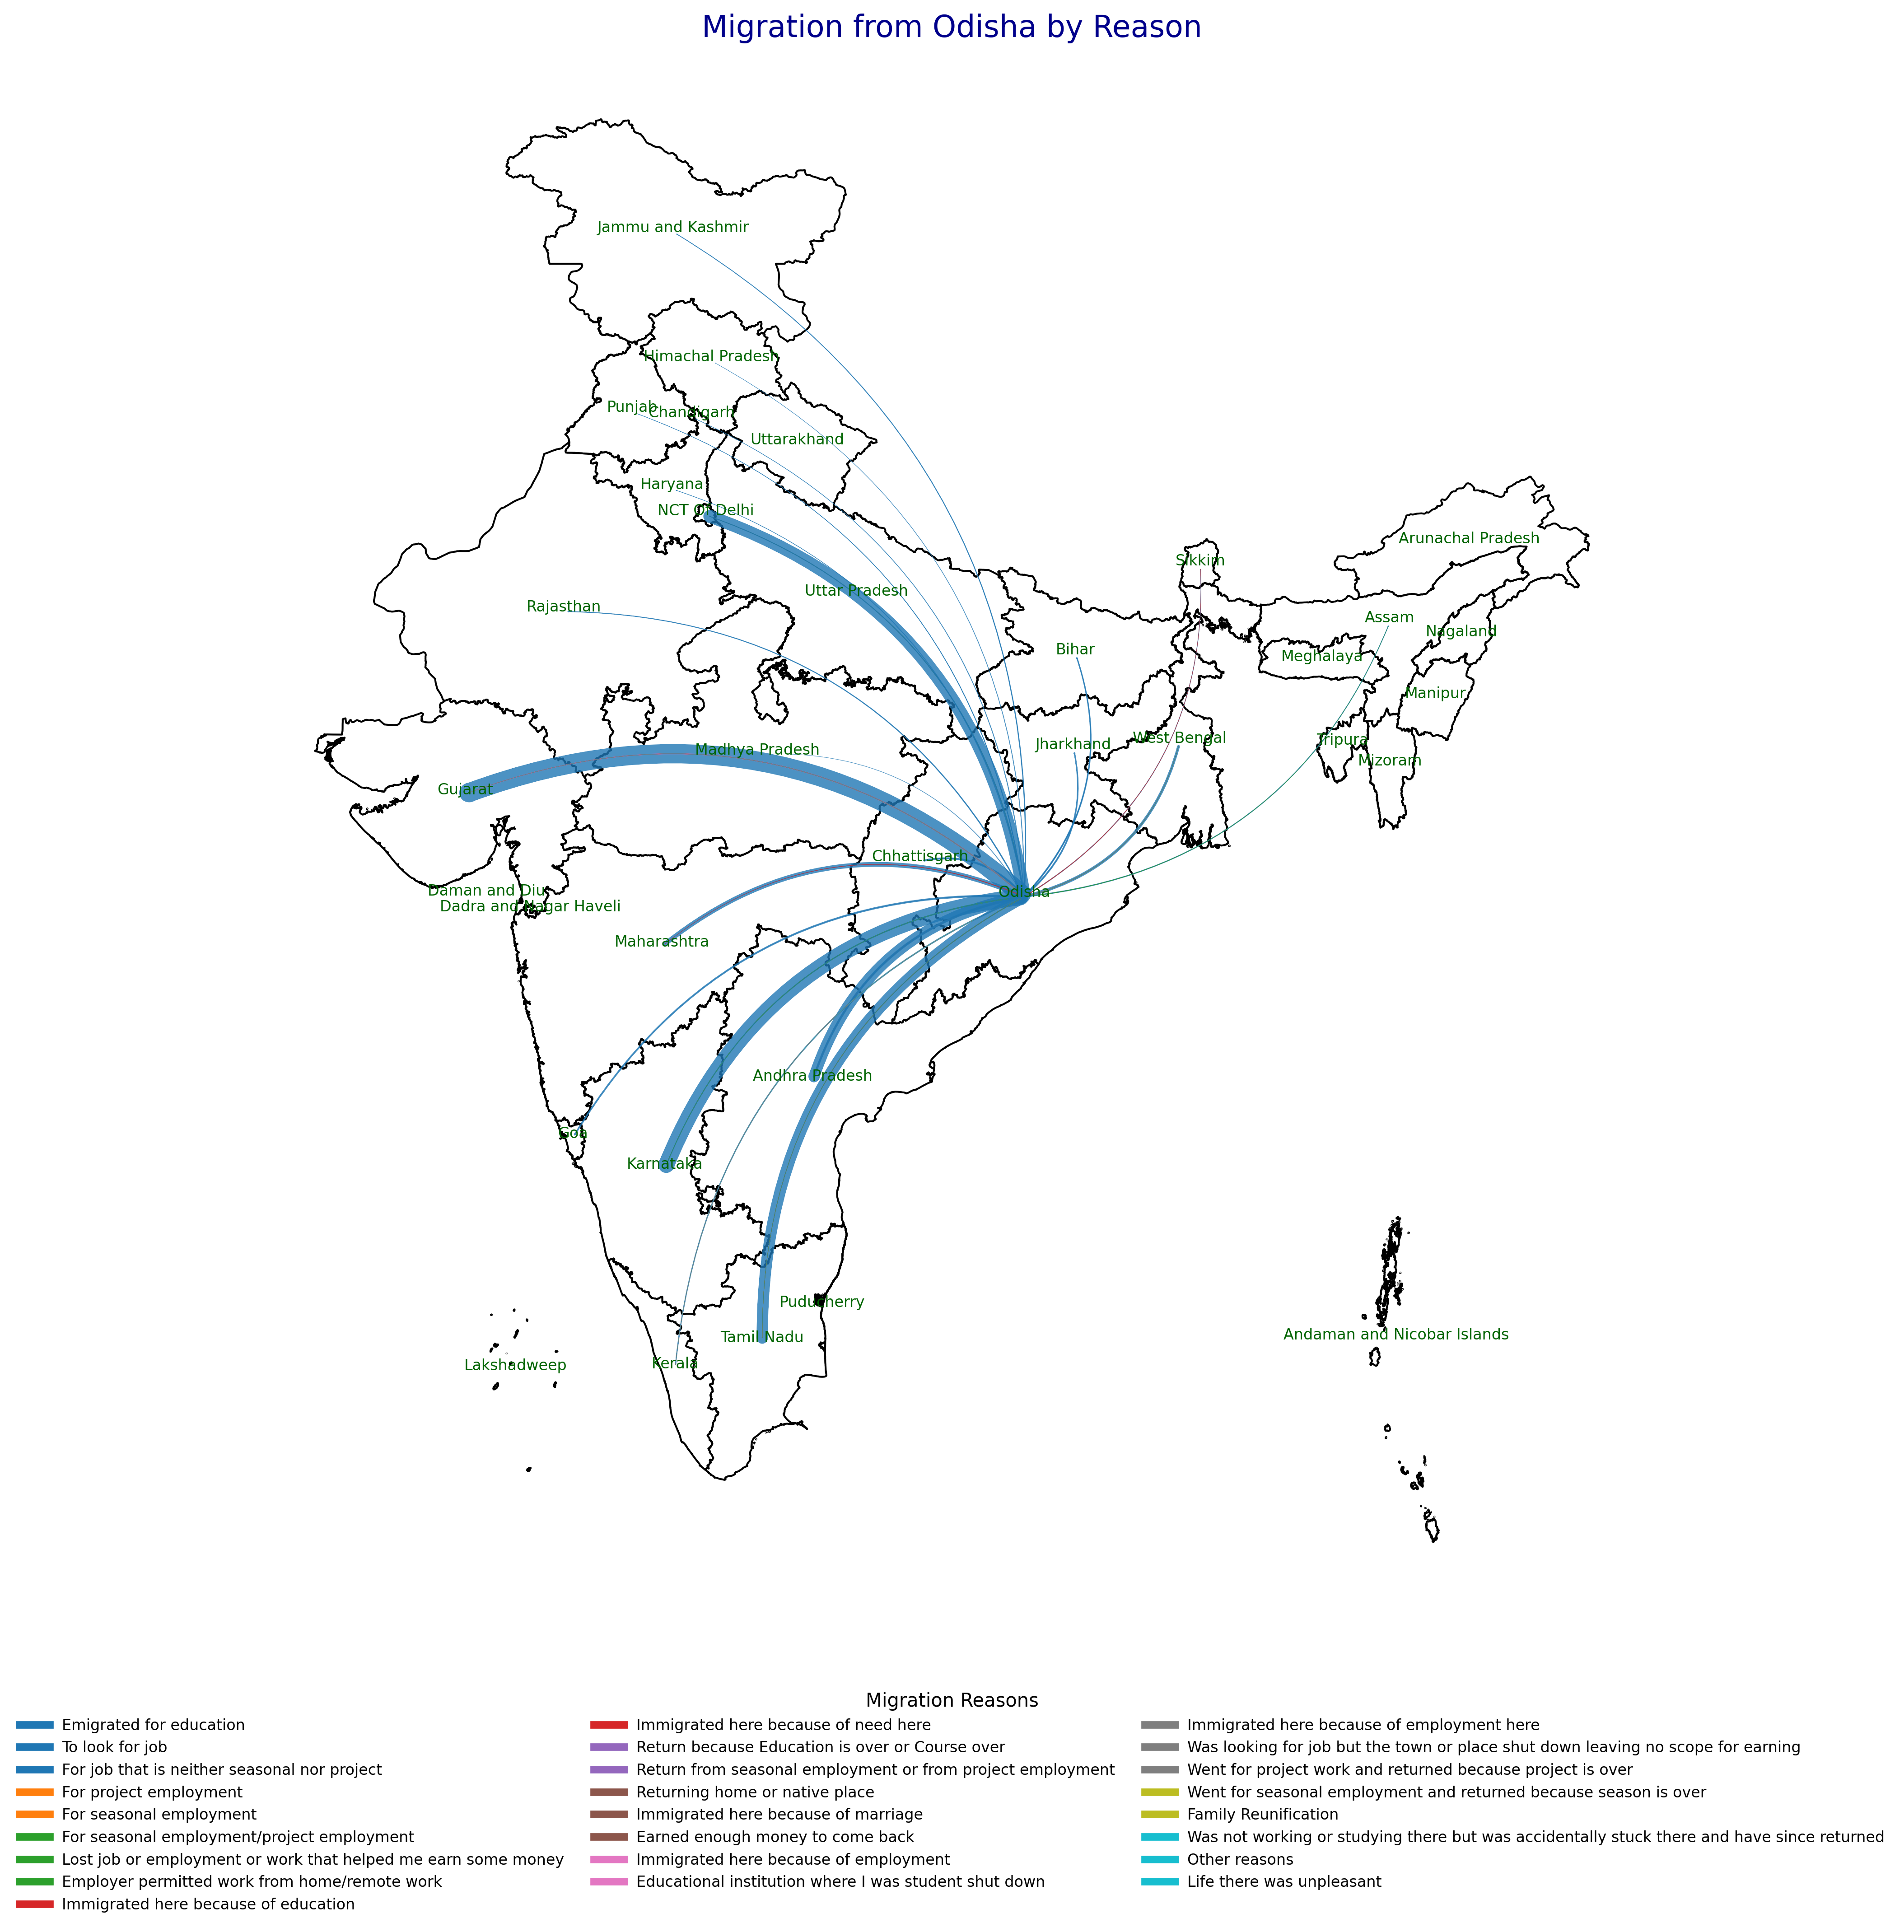 Migration from Odisha by Reason
Jammu and Kashmir
Himachal Pradesh
Punjab
Chandigarh
Uttarakhand
Haryana
NCT Of Delhi
Arunachal Pradesh
Sikkim
Uttar Pradesh
Rajasthan
Assam
Nagaland
Bihar
Meghalaya
Manipur
West Bengal
Tripura
Jharkhand
Madhya Pradesh
Mizoram
Gujarat
Chhattisgarh
Daman and Diu
Odisha
Dadra and Nagar Haveli
Maharashtra
Andhra Pradesh
Goa
Karnataka
Puducherry
Andaman and Nicobar Islands
Tamil Nadu
Kerala
Lakshadweep
Migration Reasons
Emigrated for education
To look for job
For job that is neither seasonal nor project
For project employment
For seasonal employment
For seasonal employment/project employment
Lost job or employment or work that helped me earn some money
Employer permitted work from home/remote work
Immigrated here because of education
Immigrated here because of need here
Return because Education is over or Course over
Return from seasonal employment or from project employment
Returning home or native place
Immigrated here because of marriage
Earned enough money to come back
Immigrated here because of employment
Educational institution where I was student shut down
Immigrated here because of employment here
Was looking for job but the town or place shut down leaving no scope for earning
Went for project work and returned because project is over
Went for seasonal employment and returned because season is over
Family Reunification
Was not working or studying there but was accidentally stuck there and have since returned
Other reasons
Life there was unpleasant